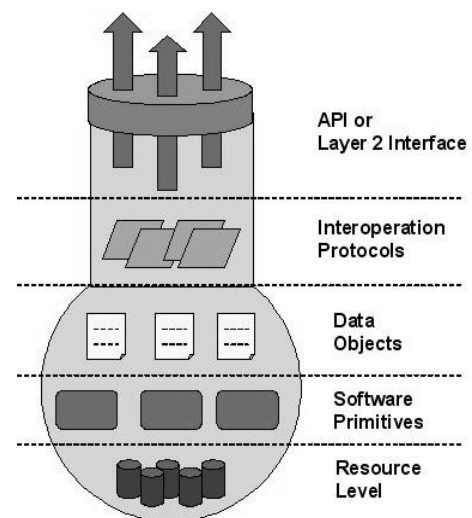 API or
Layer 2 Interface
Interoperation
Protocols
Data
Objects
Software
Primitives
Resource
Level